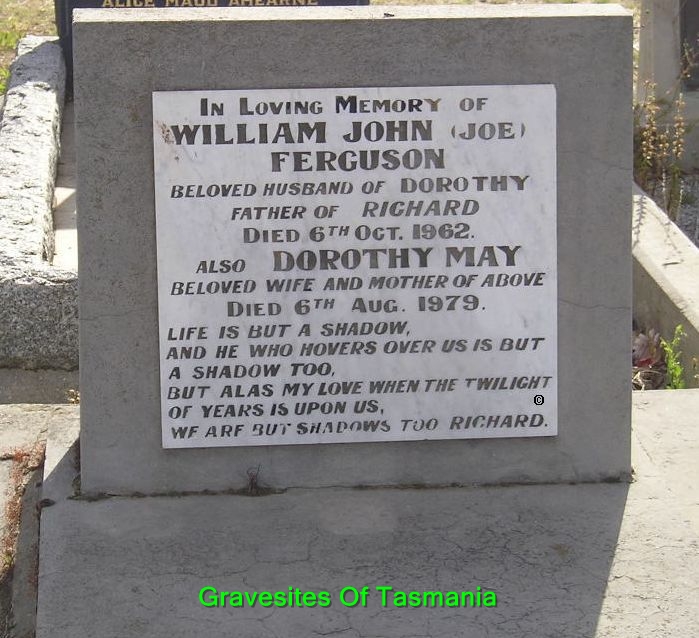 ALICE MAUD AHEARNE
IN LOVING MEMORY OF
WILLIAM JOHN (JOE)
FERGUSON
BELOVED HUSBAND OF DOROTHY
FATHER OF RICHARD
DIED 6TH OCT. 1962.
ALSO DOROTHY MAY
BELOVED WIFE AND MOTHER OF ABOVE
DIED 6TH AUG. 1979.
LIFE IS BUT A SHADOW,
AND HE WHO HOVERS OVER US IS BUT
A SHADOW TOO,
BUT ALAS MY LOVE WHEN THE TWILIGHT
OF YEARS IS UPON US,
WE ARE BUT SHADOWS TOO RICHARD.
©
Gravesites Of Tasmania